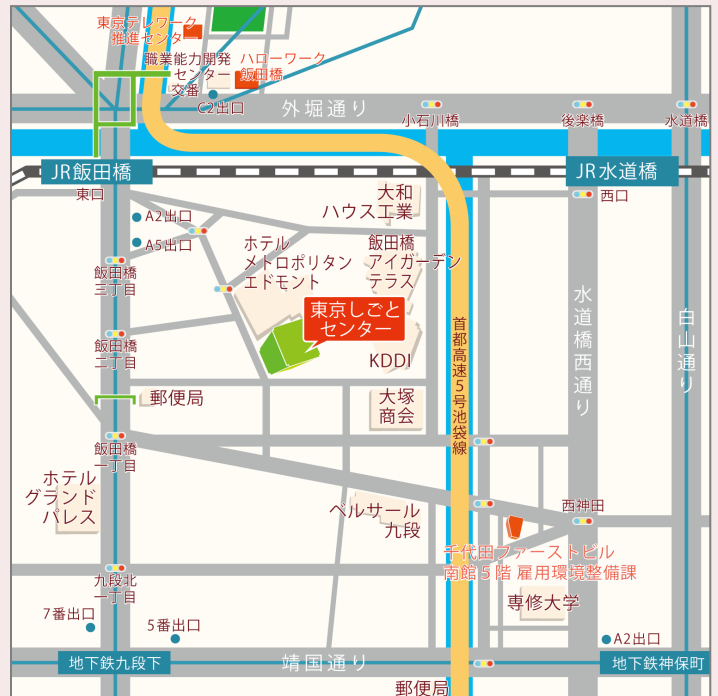 東京テレワーク
推進センター
職業能力開発
センター
ハローワーク
飯田橋
交番
C2出口
外堀通り
小石川橋
後楽橋
水道橋
JR飯田橋
JR水道橋
東口
西口
A2出口
A5出口
大和
ハウス工業
ホテル
メトロポリタン
エドモント
飯田橋
アイガーデン
テラス
飯田橋
三丁目
東京しごと
センター
飯田橋
二丁目
KDDI
首都高速5号池袋線
水道橋西通り
白山通り
郵便局
大塚
商会
飯田橋
一丁目
ホテル
グランド
パレス
ベルサール
九段
西神田
千代田ファーストビル
南館5階 雇用環境整備課
九段北
一丁目
専修大学
7番出口
5番出口
A2出口
地下鉄九段下
靖国通り
地下鉄神保町
郵便局